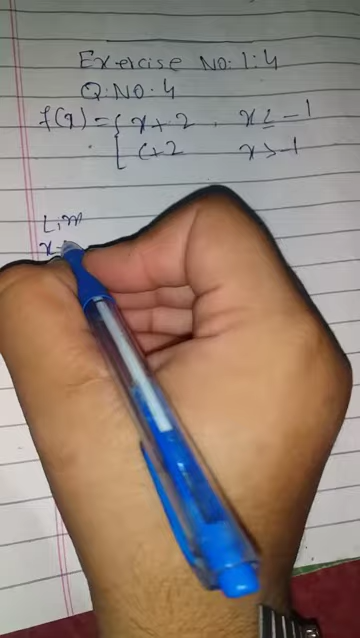 Exercise No: 1:4
Q:No:4
f(x) = { x+2 , x ≤ -1
[ c+2 x > -1
Lim
x→